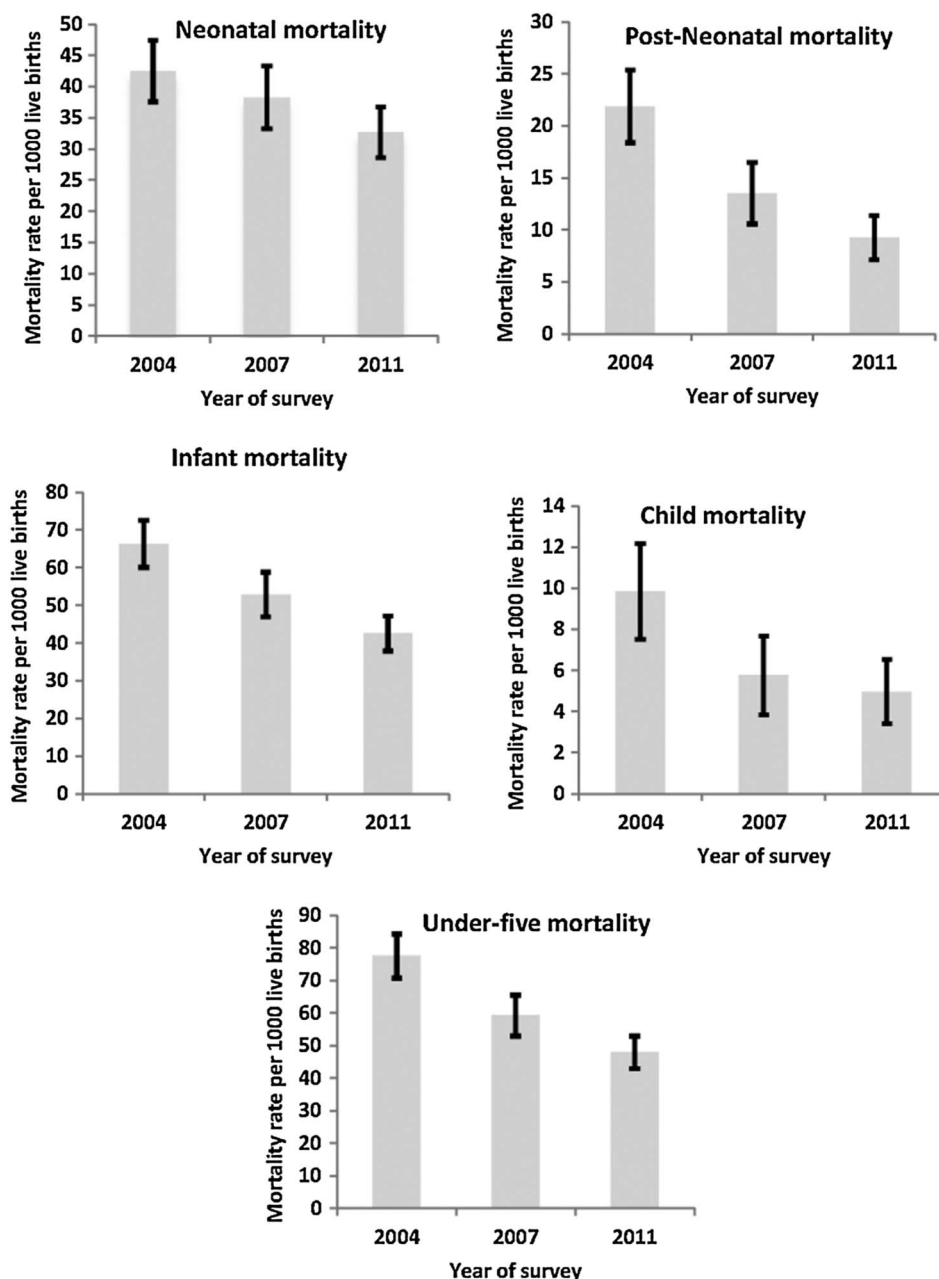 Neonatal mortality
Mortality rate per 1000 live births
50
45
40
35
30
25
20
15
10
5
0
2004 2007 2011
Year of survey
Post-Neonatal mortality
Mortality rate per 1000 live births
30
25
20
15
10
5
0
2004 2007 2011
Year of survey
Infant mortality
Mortality rate per 1000 live births
80
70
60
50
40
30
20
10
0
2004 2007 2011
Year of survey
Child mortality
Mortality rate per 1000 live births
14
12
10
8
6
4
2
0
2004 2007 2011
Year of survey
Under-five mortality
Mortality rate per 1000 live births
90
80
70
60
50
40
30
20
10
0
2004 2007 2011
Year of survey